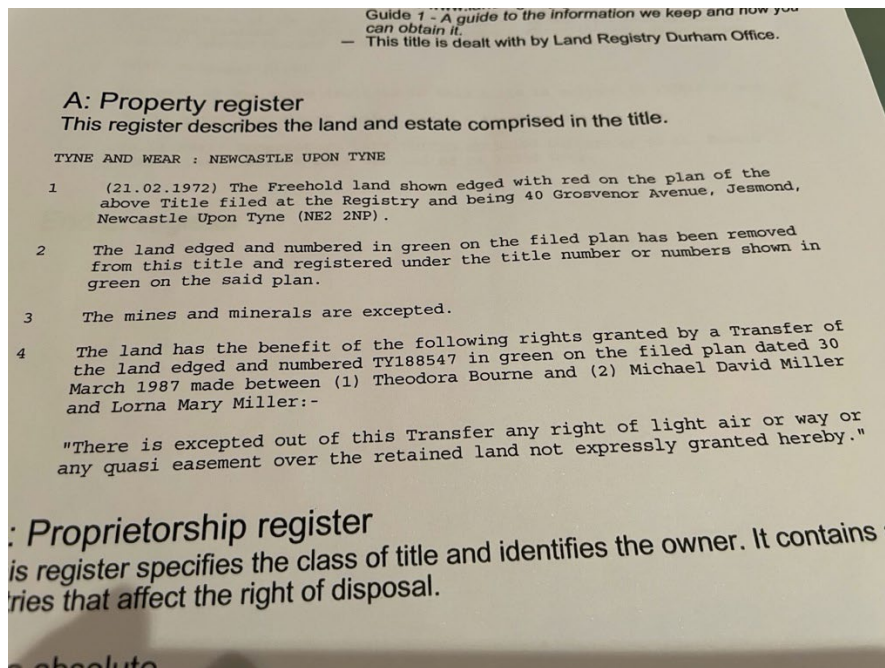 Guide 1 - A guide to the information we keep and how you
can obtain it.
— This title is dealt with by Land Registry Durham Office.
A: Property register
This register describes the land and estate comprised in the title.
TYNE AND WEAR : NEWCASTLE UPON TYNE
1 (21.02.1972) The Freehold land shown edged with red on the plan of the
above Title filed at the Registry and being 40 Grosvenor Avenue, Jesmond,
Newcastle Upon Tyne (NE2 2NP).
2 The land edged and numbered in green on the filed plan has been removed
from this title and registered under the title number or numbers shown in
green on the said plan.
3 The mines and minerals are excepted.
4 The land has the benefit of the following rights granted by a Transfer of
the land edged and numbered TY188547 in green on the filed plan dated 30
March 1987 made between (1) Theodora Bourne and (2) Michael David Miller
and Lorna Mary Miller:-
"There is excepted out of this Transfer any right of light air or way or
any quasi easement over the retained land not expressly granted hereby."
: Proprietorship register
is register specifies the class of title and identifies the owner. It contains
tries that affect the right of disposal.
absolute